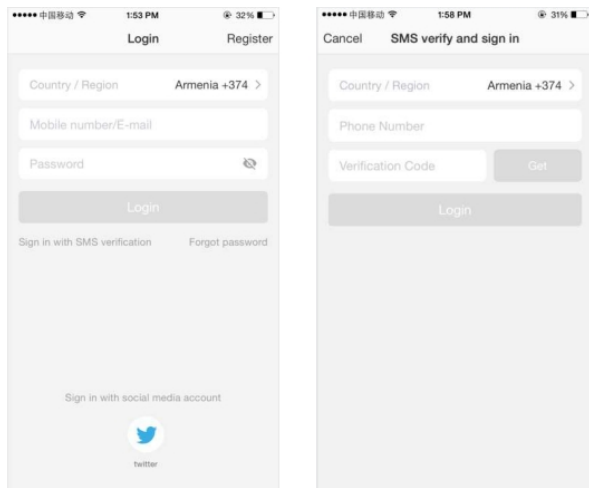 中国移动 1:53 PM 32%
Login Register
Country / Region Armenia +374 >
Mobile number/E-mail
Password
Login
Sign in with SMS verification Forgot password
Sign in with social media account
twitter
中国移动 1:58 PM 31%
Cancel SMS verify and sign in
Country / Region Armenia +374 >
Phone Number
Verification Code Get
Login